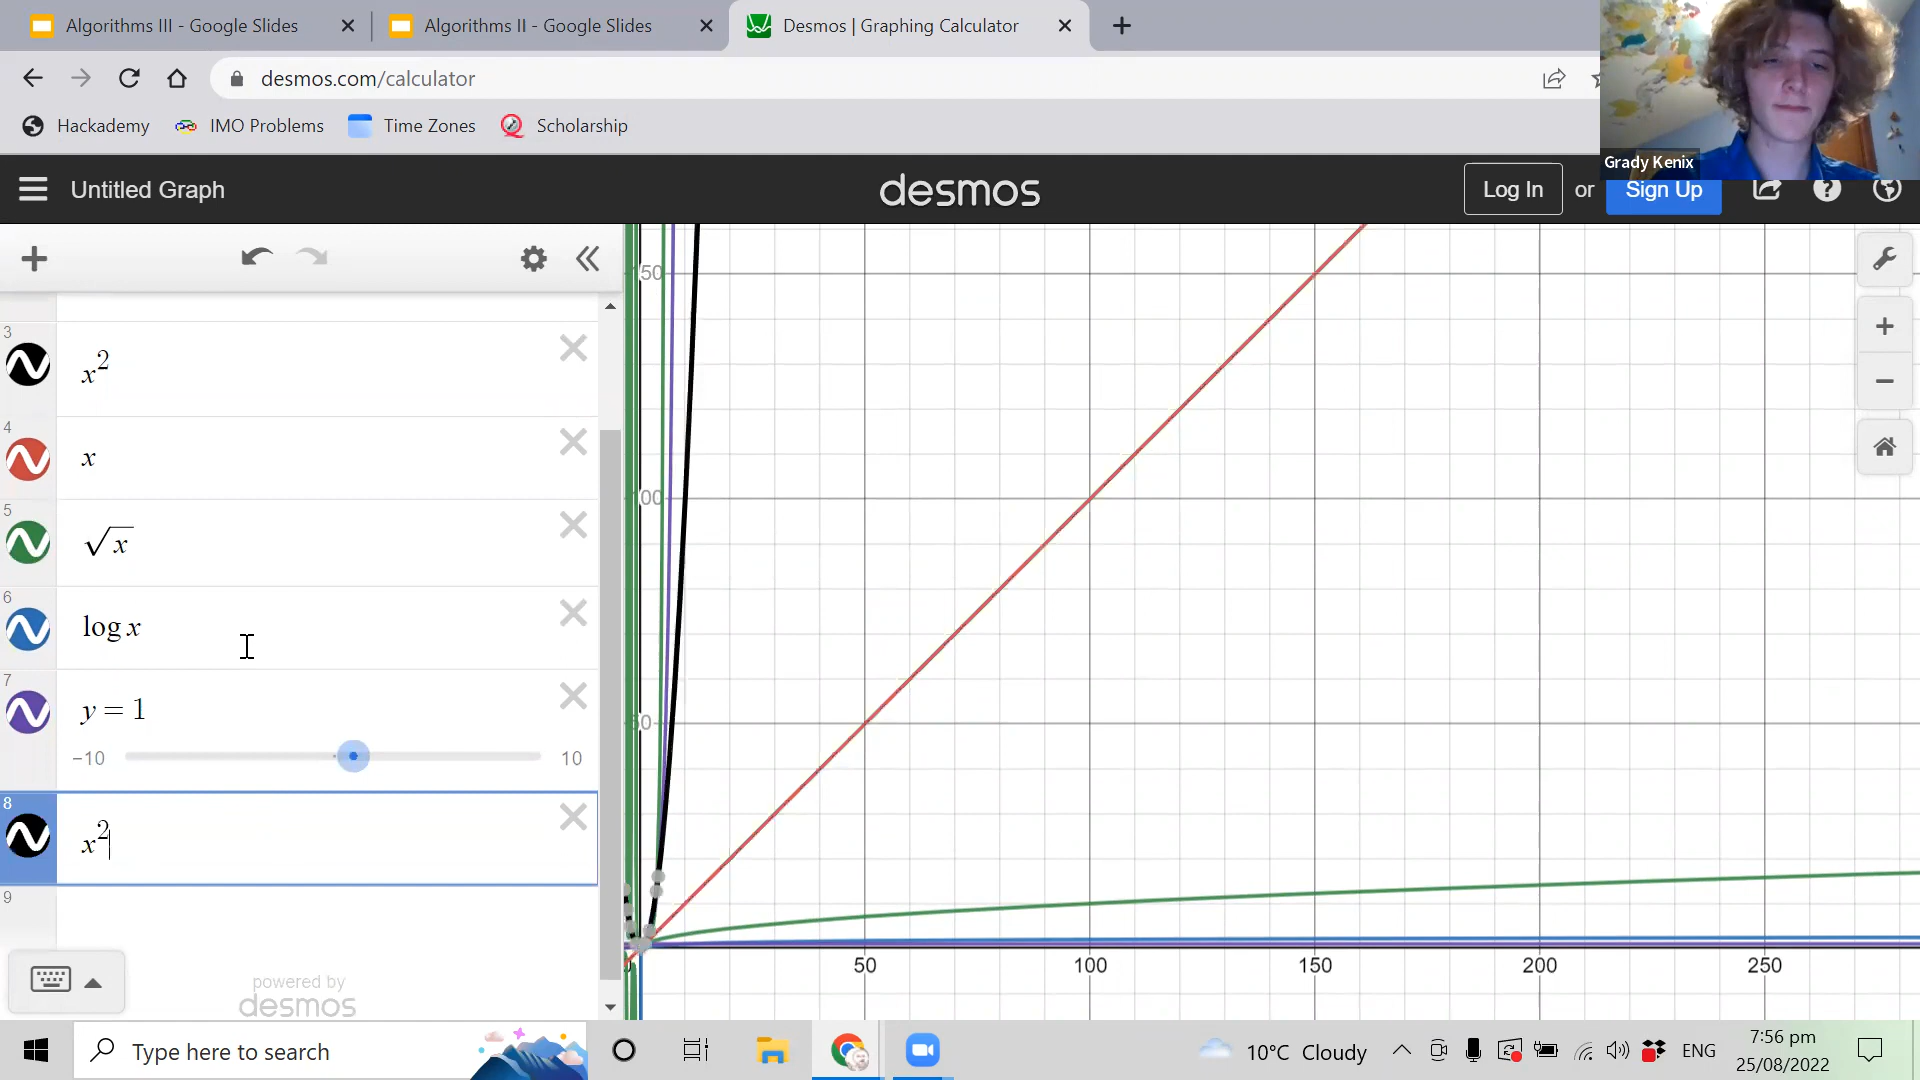 Algorithms III - Google Slides
Algorithms II - Google Slides
Desmos | Graphing Calculator
desmos.com/calculator
Hackademy
IMO Problems
Time Zones
Scholarship
Grady Kenix
Untitled Graph
desmos
Log In
or
Sign Up
3
x²
4
x
5
√x
6
log x
7
y = 1
−10
10
8
x²
9
powered by
desmos
50
00
50
50
100
150
200
250
Type here to search
10°C Cloudy
ENG
7:56 pm
25/08/2022